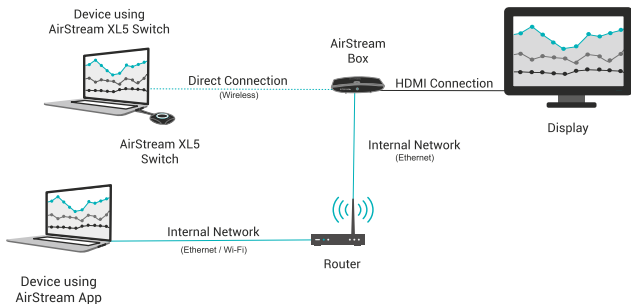 Device using
AirStream XL5 Switch
AirStream
Box
Direct Connection
(Wireless)
HDMI Connection
AirStream XL5
Switch
Display
Internal Network
(Ethernet)
Internal Network
(Ethernet / Wi-Fi)
Router
Device using
AirStream App